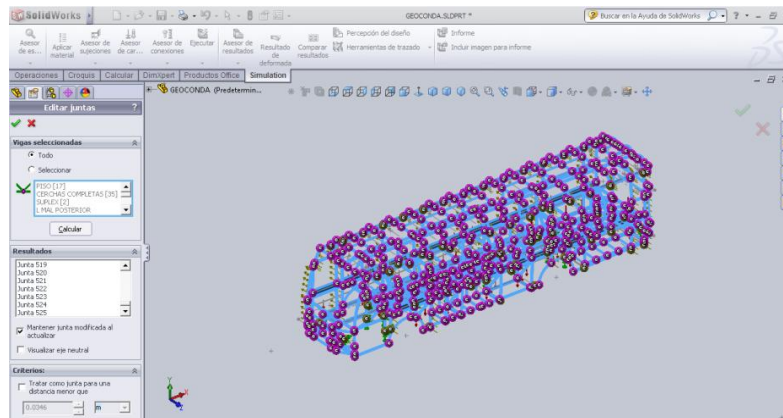 SolidWorks
GEOCONDA.SLDPRT *
Buscar en la Ayuda de SolidWorks
Asesor de es...
Aplicar material
Asesor de sujeciones
Asesor de car...
Asesor de conexiones
Ejecutar
Asesor de resultados
Resultado de deformada
Comparar resultados
Percepción del diseño
Herramientas de trazado
Informe
Incluir imagen para informe
Operaciones
Croquis
Calcular
DimXpert
Productos Office
Simulation
GEOCONDA (Predetermin...
Editar juntas
?
Vigas seleccionadas
Todo
Seleccionar
PISO [17]
CERCHAS COMPLETAS [35]
SUPLEX [2]
L MAL POSTERIOR
Calcular
Resultados
Junta 519
Junta 520
Junta 521
Junta 522
Junta 523
Junta 524
Junta 525
Mantener junta modificada al actualizar
Visualizar eje neutral
Criterios:
Tratar como junta para una distancia menor que
0.0346
m
Y
X
Z